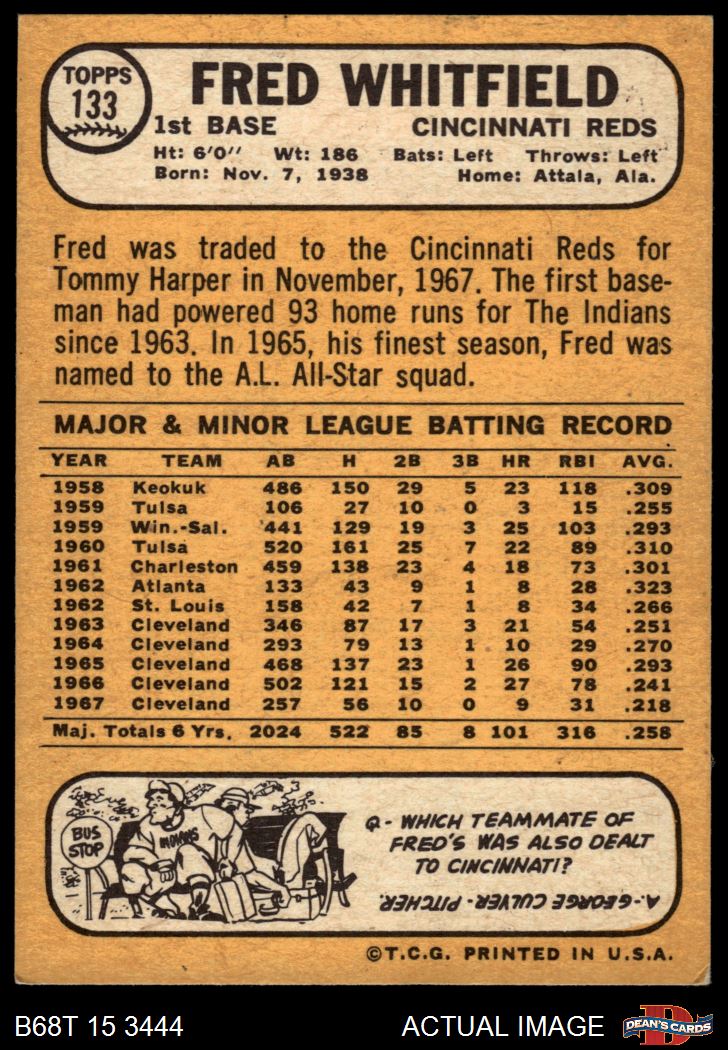 TOPPS
133
FRED WHITFIELD
1st BASE CINCINNATI REDS
Ht: 6'0" Wt: 186 Bats: Left Throws: Left
Born: Nov. 7, 1938 Home: Attala, Ala.
Fred was traded to the Cincinnati Reds for
Tommy Harper in November, 1967. The first base-
man had powered 93 home runs for The Indians
since 1963. In 1965, his finest season, Fred was
named to the A.L. All-Star squad.
MAJOR & MINOR LEAGUE BATTING RECORD
YEAR TEAM AB H 2B 3B HR RBI AVG.
1958 Keokuk 486 150 29 5 23 118 .309
1959 Tulsa 106 27 10 0 3 15 .255
1959 Win.-Sal. 441 129 19 3 25 103 .293
1960 Tulsa 520 161 25 7 22 89 .310
1961 Charleston 459 138 23 4 18 73 .301
1962 Atlanta 133 43 9 1 8 28 .323
1962 St. Louis 158 42 7 1 8 34 .266
1963 Cleveland 346 87 17 3 21 54 .251
1964 Cleveland 293 79 13 1 10 29 .270
1965 Cleveland 468 137 23 1 26 90 .293
1966 Cleveland 502 121 15 2 27 78 .241
1967 Cleveland 257 56 10 0 9 31 .218
Maj. Totals 6 Yrs. 2024 522 85 8 101 316 .258
BUS
STOP
INDIANS
Q - WHICH TEAMMATE OF
FRED'S WAS ALSO DEALT
TO CINCINNATI?
A - GEORGE CULVER - PITCHER.
©T.C.G. PRINTED IN U.S.A.
B68T 15 3444 ACTUAL IMAGE
D
DEAN'S CARDS